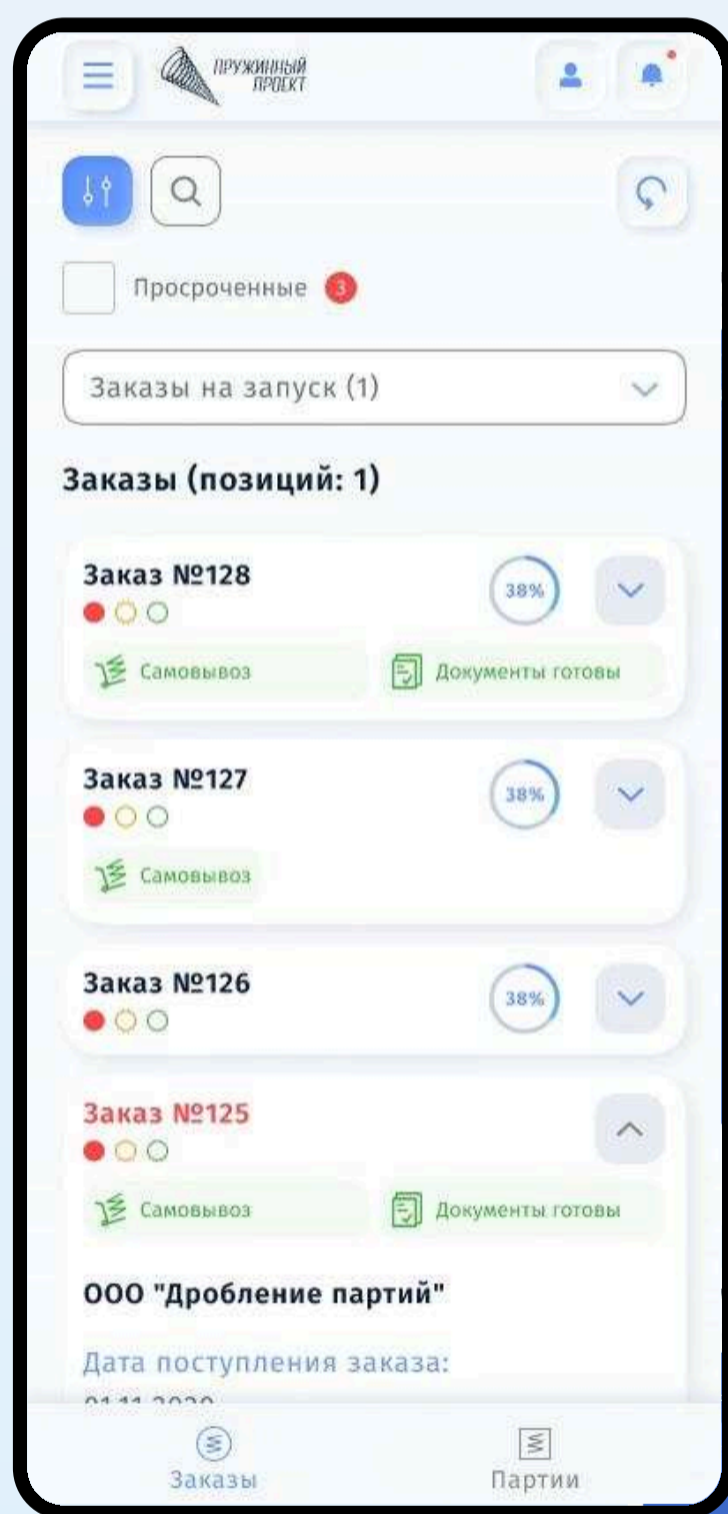 ПРУЖИННЫЙ
ПРОЕКТ
Просроченные 3
Заказы на запуск (1)
Заказы (позиций: 1)
Заказ №128
38%
Самовывоз
Документы готовы
Заказ №127
38%
Самовывоз
Заказ №126
38%
Заказ №125
Самовывоз
Документы готовы
ООО "Дробление партий"
Дата поступления заказа:
Заказы
Партии